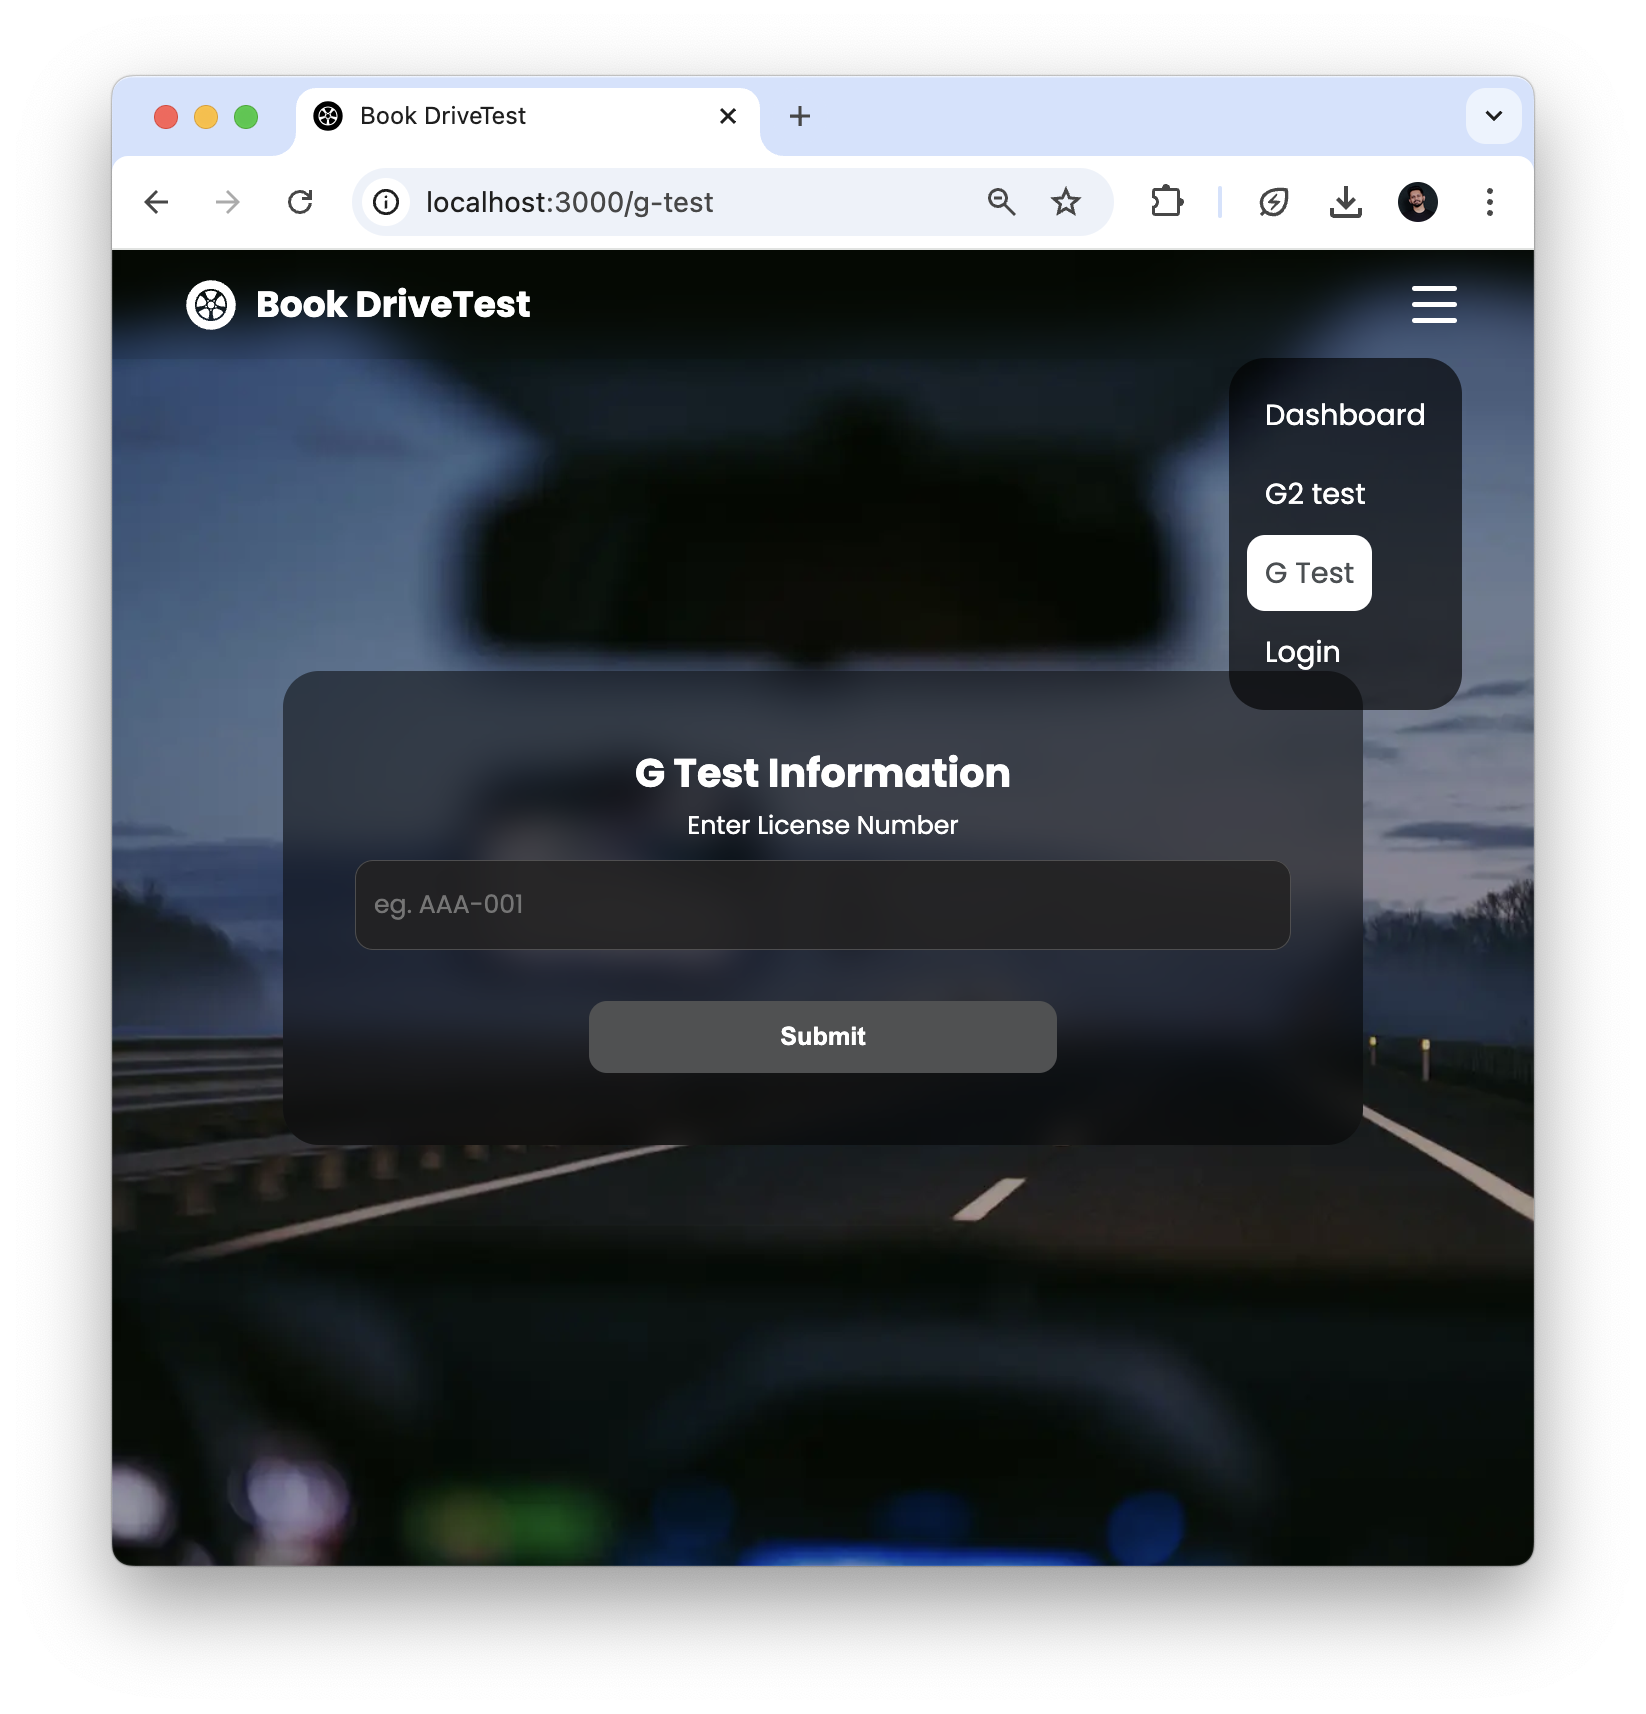 Book DriveTest
localhost:3000/g-test
Book DriveTest
Dashboard
G2 test
G Test
Login
G Test Information
Enter License Number
eg. AAA-001
Submit